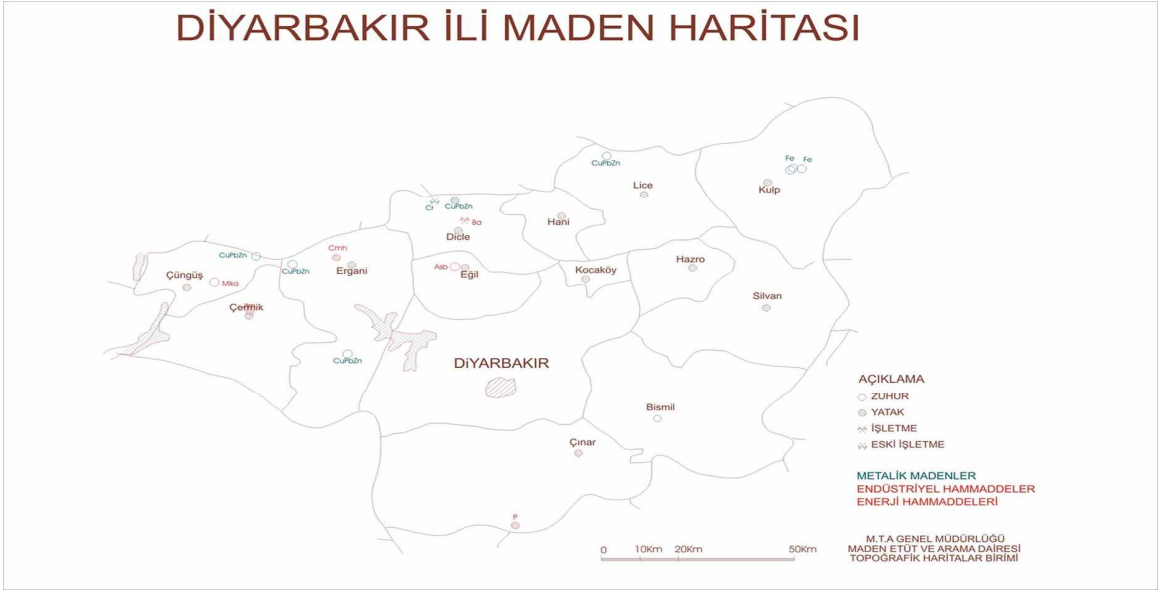 DİYARBAKIR İLİ MADEN HARİTASI
CuPbZn
Fe
Fe
Lice
Kulp
Cr
CuPbZn
Ba
Dicle
Hani
CuPbZn
Çüngüş
Mika
Çermik
CuPbZn
Cmh
Ergani
Asb
Eğil
Kocaköy
Hazro
Silvan
CuPbZn
DİYARBAKIR
Bismil
Çınar
P
AÇIKLAMA
ZUHUR
YATAK
İŞLETME
ESKİ İŞLETME
METALİK MADENLER
ENDÜSTRİYEL HAMMADDELER
ENERJİ HAMMADDELERİ
0 10Km 20Km 50Km
M.T.A GENEL MÜDÜRLÜĞÜ
MADEN ETÜT VE ARAMA DAİRESİ
TOPOĞRAFİK HARİTALAR BİRİMİ